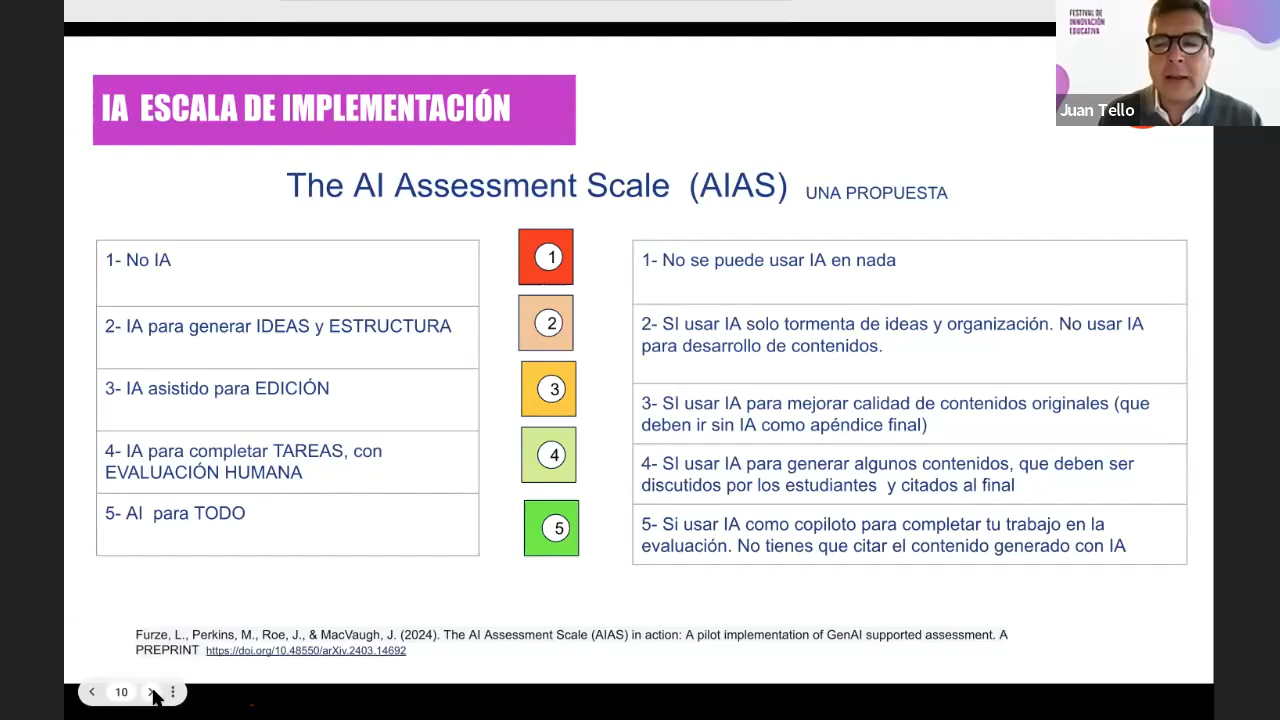 FESTIVAL DE
INNOVACIÓN
EDUCATIVA
Juan Tello
IA ESCALA DE IMPLEMENTACIÓN
The AI Assessment Scale (AIAS) UNA PROPUESTA
1- No IA
2- IA para generar IDEAS y ESTRUCTURA
3- IA asistido para EDICIÓN
4- IA para completar TAREAS, con
EVALUACIÓN HUMANA
5- AI para TODO
1
2
3
4
5
1- No se puede usar IA en nada
2- SI usar IA solo tormenta de ideas y organización. No usar IA
para desarrollo de contenidos.
3- SI usar IA para mejorar calidad de contenidos originales (que
deben ir sin IA como apéndice final)
4- SI usar IA para generar algunos contenidos, que deben ser
discutidos por los estudiantes y citados al final
5- Si usar IA como copiloto para completar tu trabajo en la
evaluación. No tienes que citar el contenido generado con IA
Furze, L., Perkins, M., Roe, J., & MacVaugh, J. (2024). The AI Assessment Scale (AIAS) in action: A pilot implementation of GenAI supported assessment. A
PREPRINT https://doi.org/10.48550/arXiv.2403.14692
10